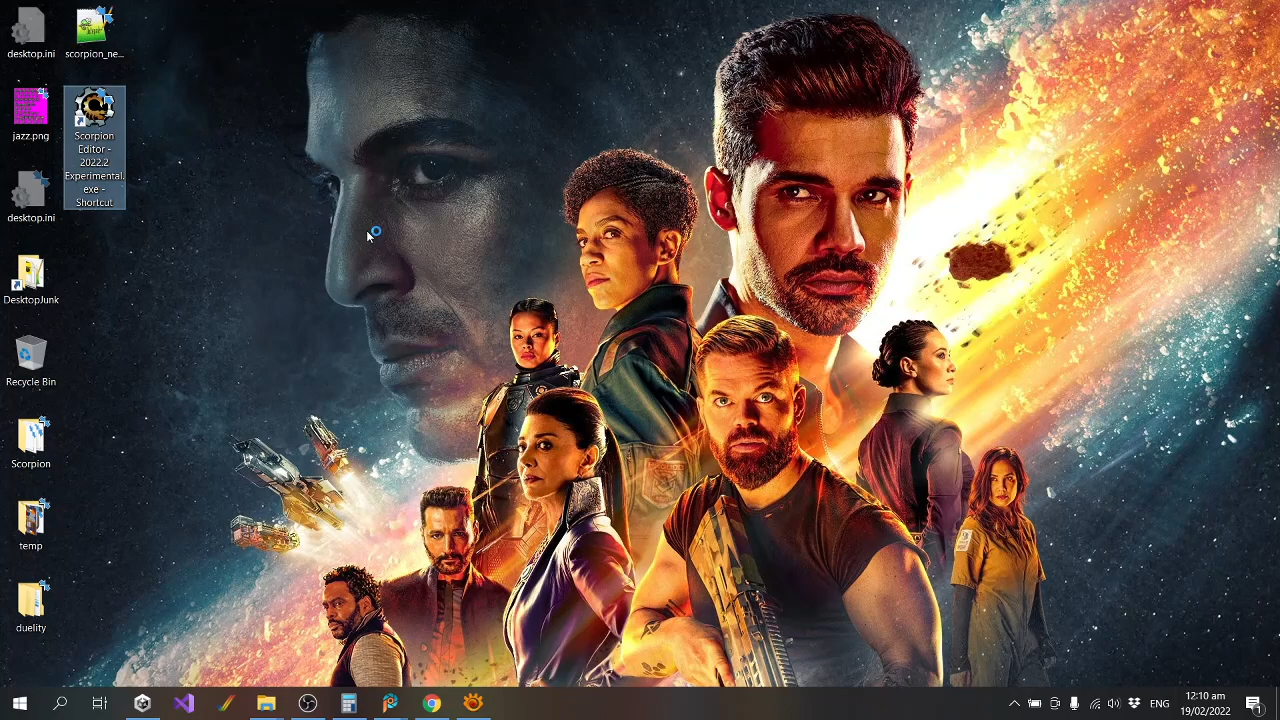 desktop.ini
scorpion_ne...
jazz.png
Scorpion
Editor -
2022.2
Experimental.
exe -
Shortcut
desktop.ini
DesktopJunk
Recycle Bin
Scorpion
temp
duelity
ENG
12:10 am
19/02/2022
1